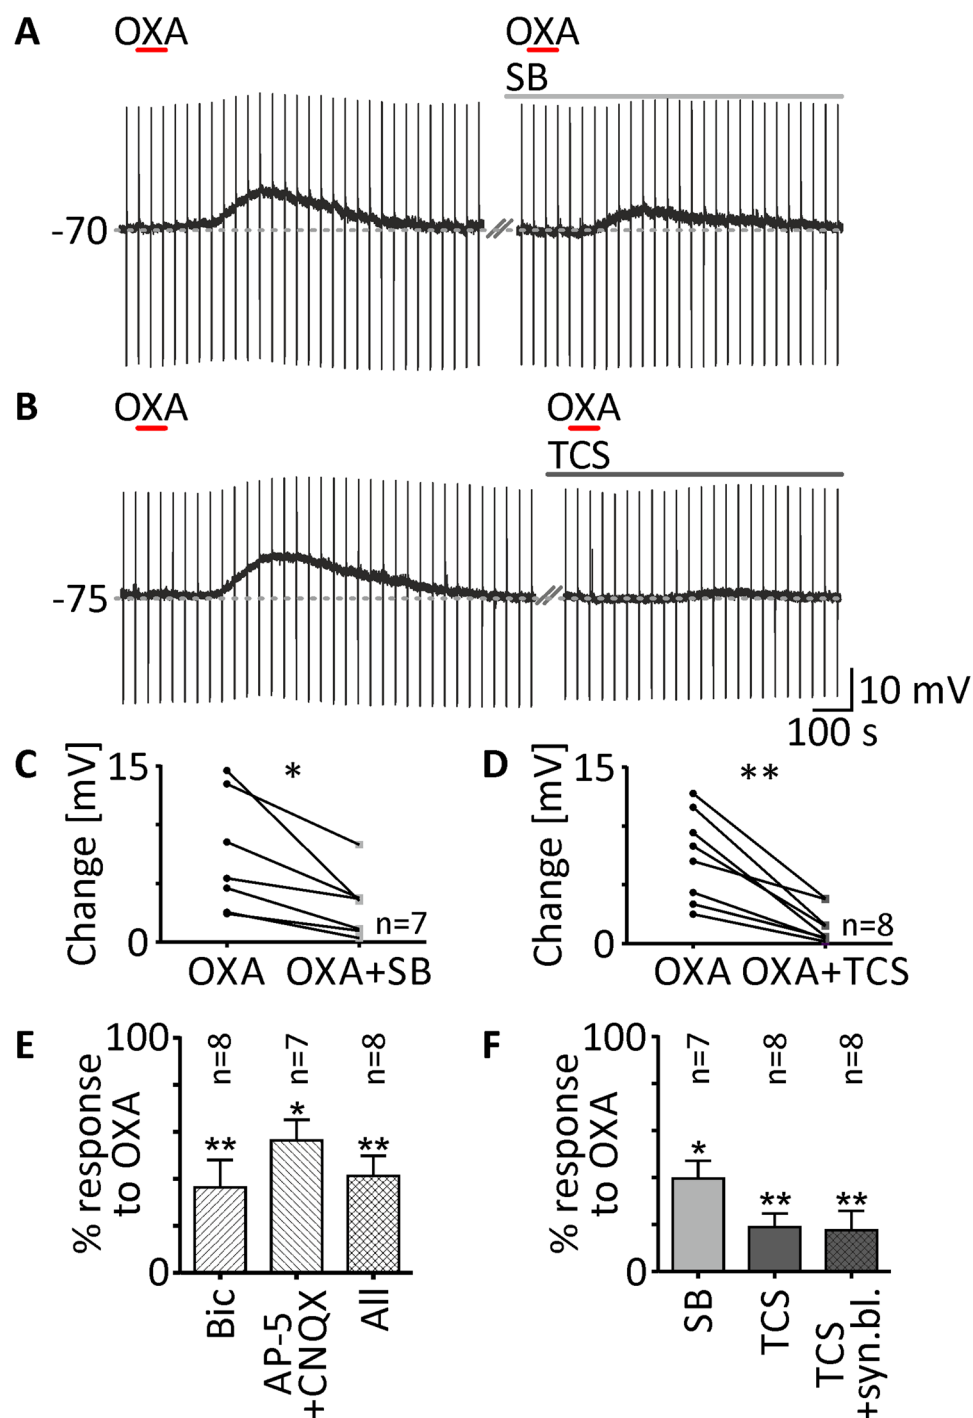 A
OXA
OXA
SB
-70
B
OXA
OXA
TCS
-75
10 mV
100 s
C
Change [mV]
15
0
*
n=7
OXA
OXA+SB
D
Change [mV]
15
0
**
n=8
OXA
OXA+TCS
E
% response
to OXA
100
0
n=8
n=7
n=8
**
*
**
Bic
AP-5
+CNQX
All
F
% response
to OXA
100
0
n=7
n=8
n=8
*
**
**
SB
TCS
TCS
+syn.bl.